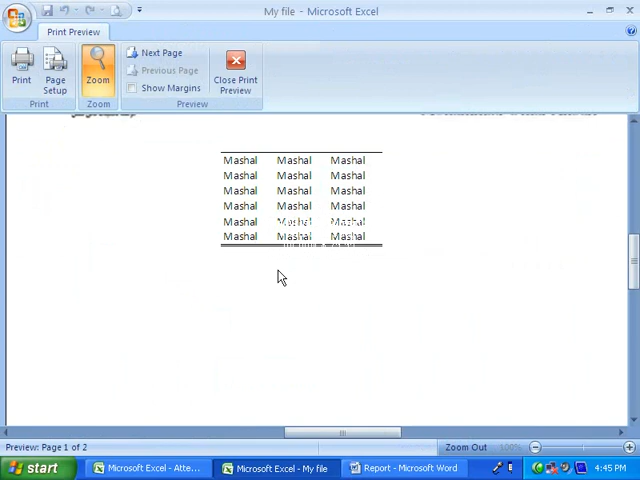 My file - Microsoft Excel
Print Preview
Print
Page Setup
Zoom
Next Page
Previous Page
Show Margins
Close Print Preview
Print
Zoom
Preview
Mashal Mashal Mashal
Mashal Mashal Mashal
Mashal Mashal Mashal
Mashal Mashal Mashal
Mashal Mashal Mashal
Mashal Mashal Mashal
Preview: Page 1 of 2
Zoom Out 100%
start
Microsoft Excel - Atte...
Microsoft Excel - My file
Report - Microsoft Word
4:45 PM